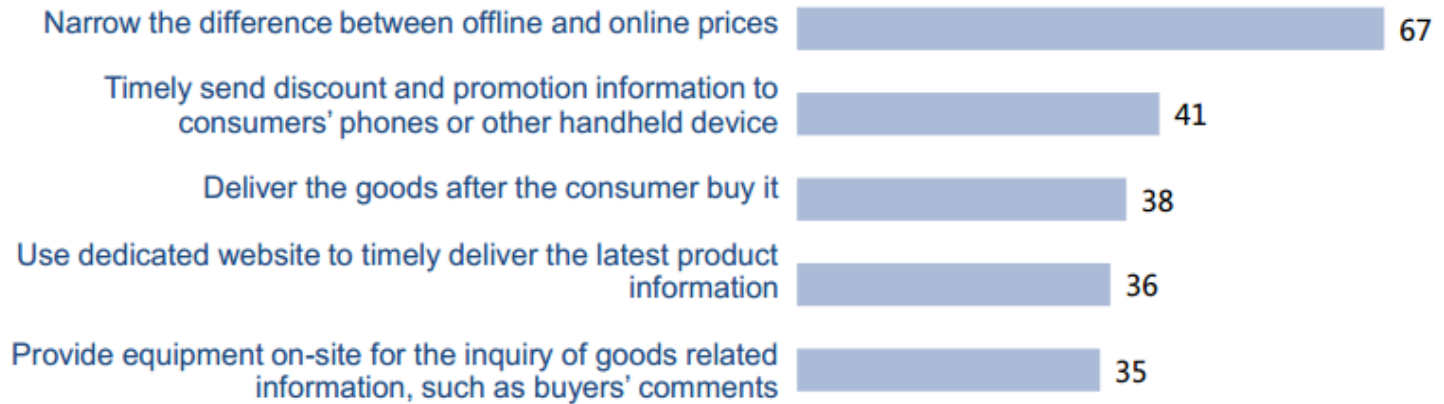 Narrow the difference between offline and online prices
67
Timely send discount and promotion information to
consumers' phones or other handheld device
41
Deliver the goods after the consumer buy it
38
Use dedicated website to timely deliver the latest product
information
36
Provide equipment on-site for the inquiry of goods related
information, such as buyers' comments
35